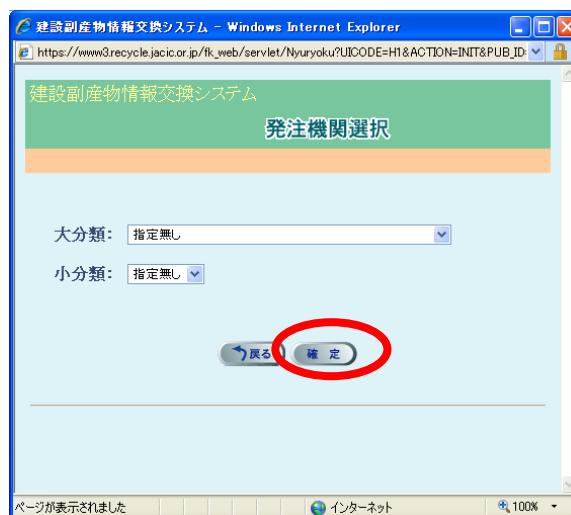 建設副産物情報交換システム - Windows Internet Explorer
https://www3.recycle.jacic.or.jp/fk_web/servlet/Nyuryoku?UICODE=H1&ACTION=INIT&PUB_ID:
建設副産物情報交換システム
発注機関選択
大分類： 指定無し
小分類： 指定無し
戻る 確 定
ページが表示されました インターネット 100%